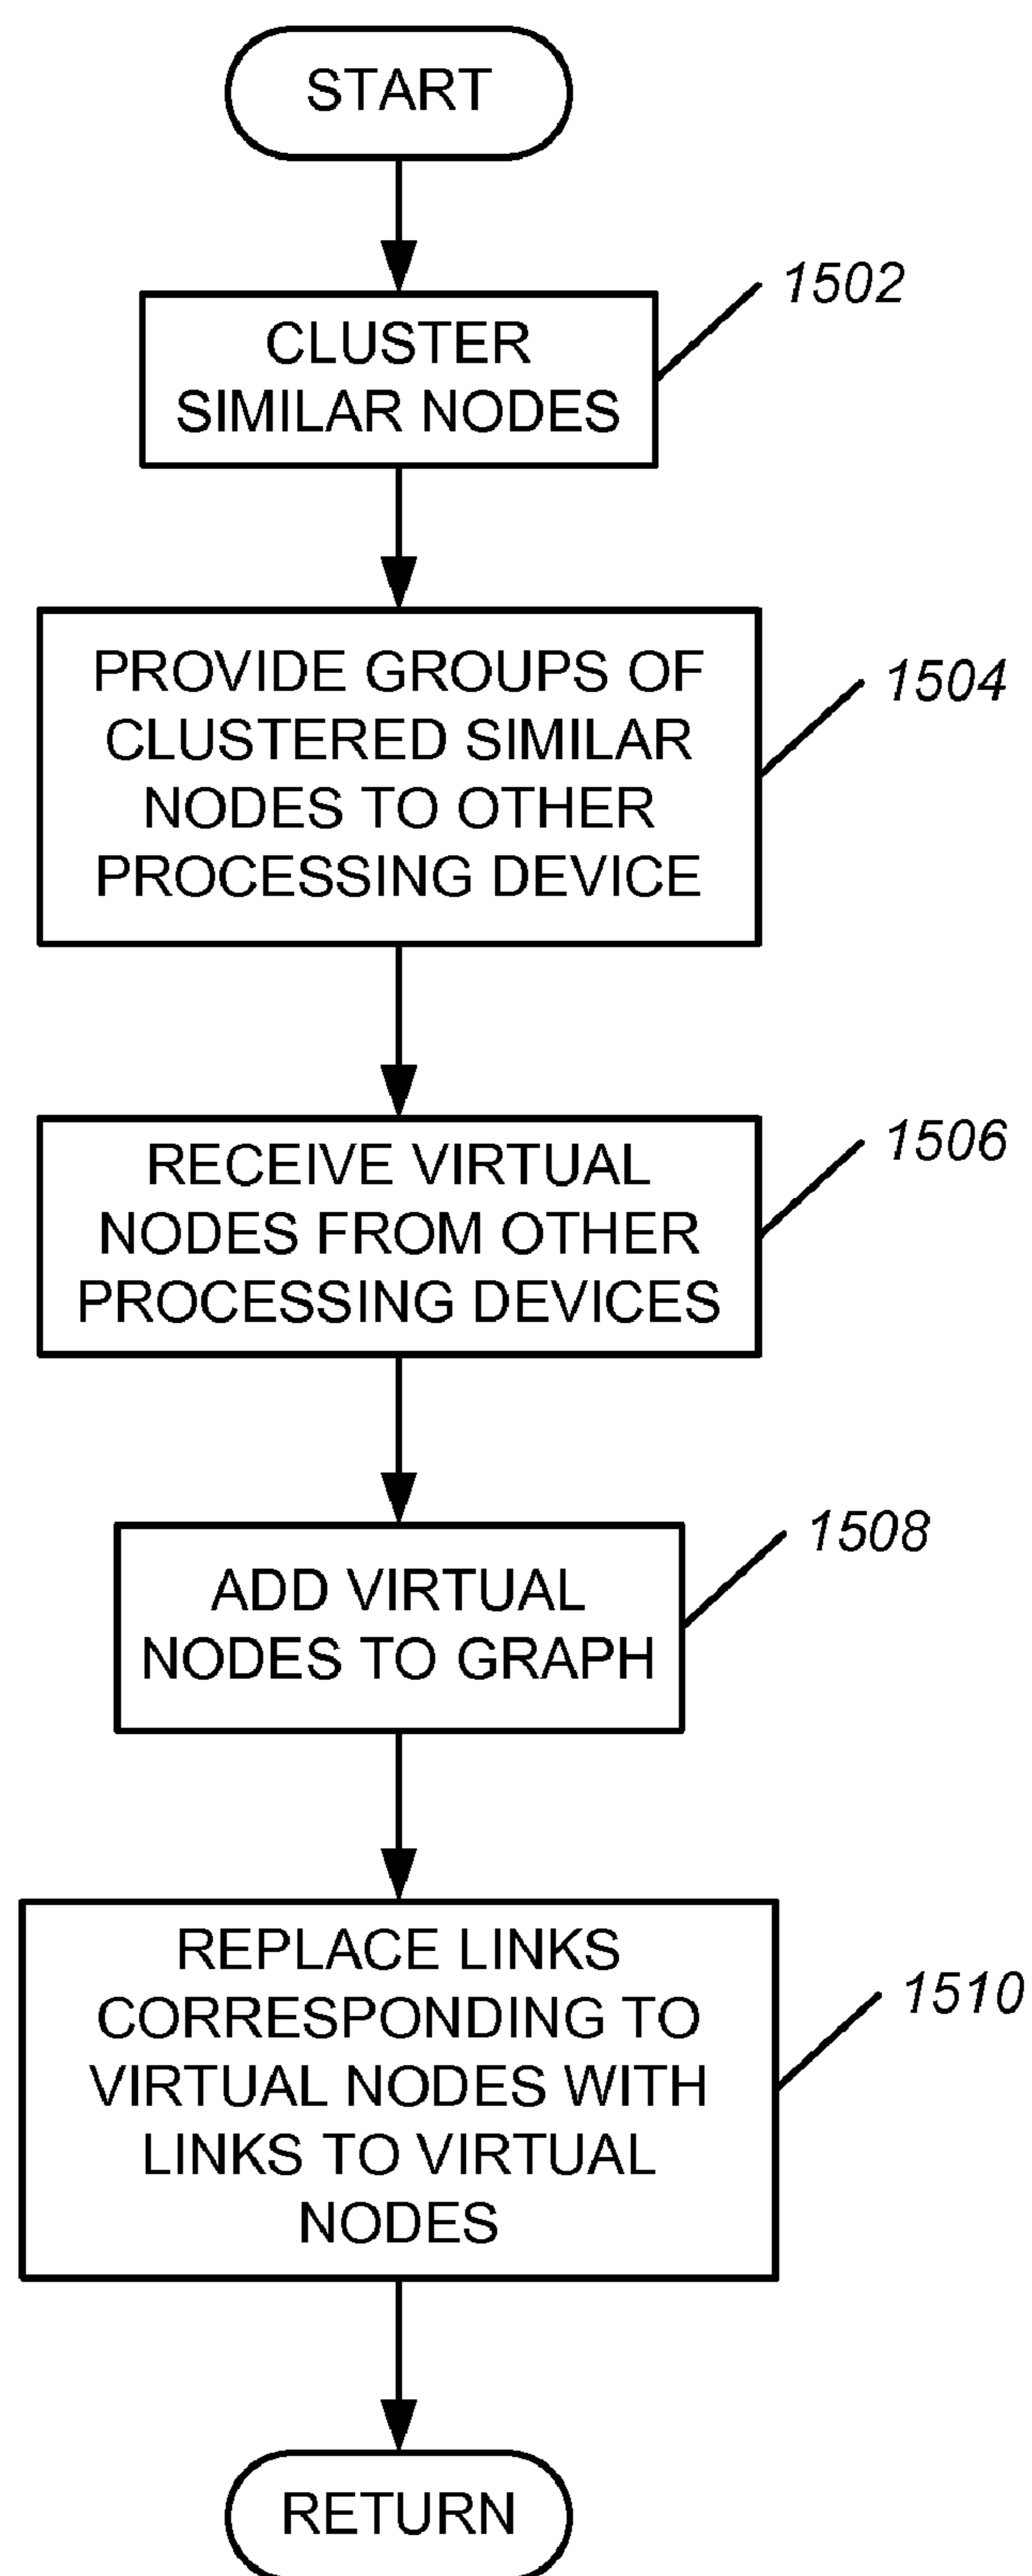 START
1502
CLUSTER
SIMILAR NODES
1504
PROVIDE GROUPS OF
CLUSTERED SIMILAR
NODES TO OTHER
PROCESSING DEVICE
1506
RECEIVE VIRTUAL
NODES FROM OTHER
PROCESSING DEVICES
1508
ADD VIRTUAL
NODES TO GRAPH
1510
REPLACE LINKS
CORRESPONDING TO
VIRTUAL NODES WITH
LINKS TO VIRTUAL
NODES
RETURN